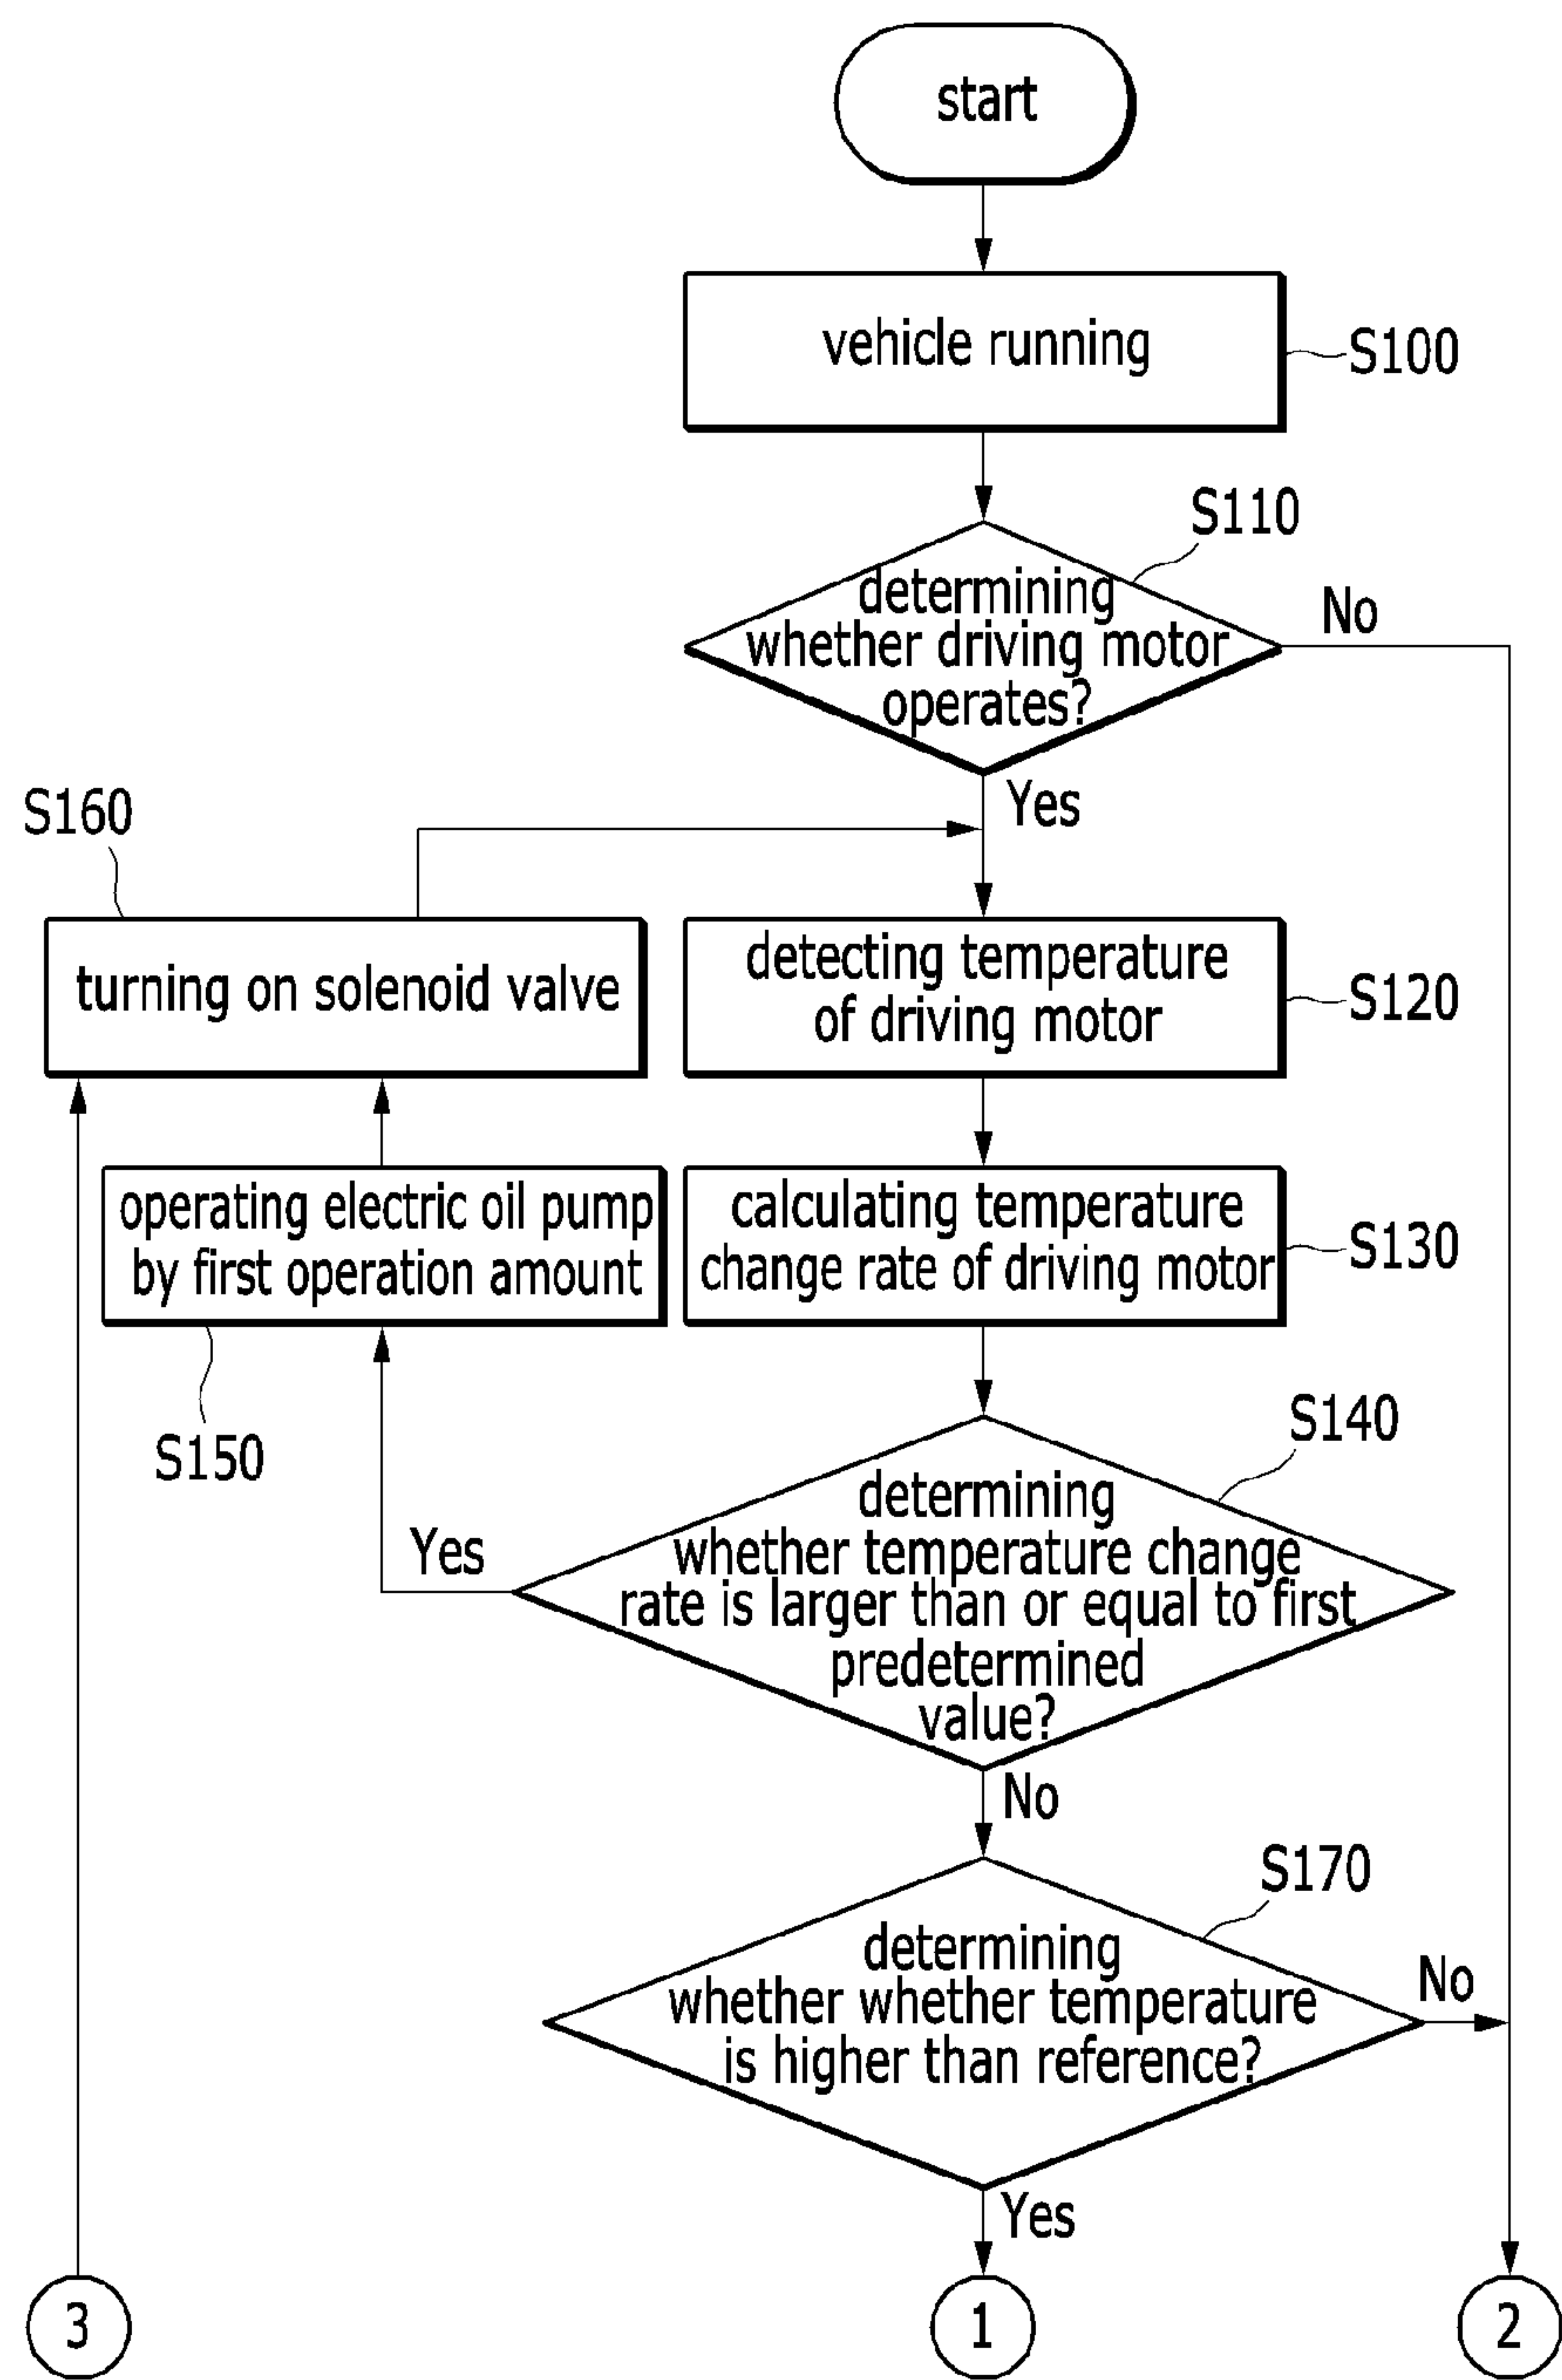 start
vehicle running
S100
S110
determining
whether driving motor
operates?
No
Yes
S160
turning on solenoid valve
detecting temperature
of driving motor
S120
operating electric oil pump
by first operation amount
calculating temperature
change rate of driving motor
S130
S150
S140
determining
whether temperature change
rate is larger than or equal to first
predetermined
value?
Yes
No
S170
determining
whether whether temperature
is higher than reference?
No
Yes
3
1
2